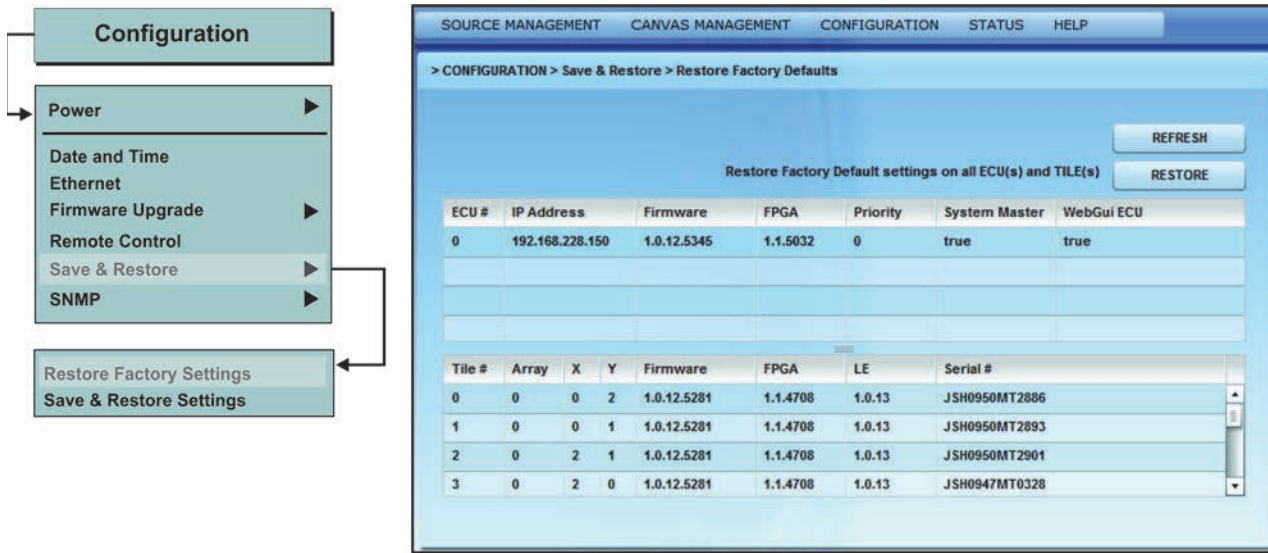 Configuration
Power
Date and Time
Ethernet
Firmware Upgrade
Remote Control
Save & Restore
SNMP
Restore Factory Settings
Save & Restore Settings
SOURCE MANAGEMENT CANVAS MANAGEMENT CONFIGURATION STATUS HELP
> CONFIGURATION > Save & Restore > Restore Factory Defaults
REFRESH
Restore Factory Default settings on all ECU(s) and TILE(s) RESTORE
ECU # IP Address Firmware FPGA Priority System Master WebGui ECU
0 192.168.228.150 1.0.12.5345 1.1.5032 0 true true
Tile # Array X Y Firmware FPGA LE Serial #
0 0 0 2 1.0.12.5281 1.1.4708 1.0.13 JSH0950MT2886
1 0 0 1 1.0.12.5281 1.1.4708 1.0.13 JSH0950MT2893
2 0 2 1 1.0.12.5281 1.1.4708 1.0.13 JSH0950MT2901
3 0 2 0 1.0.12.5281 1.1.4708 1.0.13 JSH0947MT0328